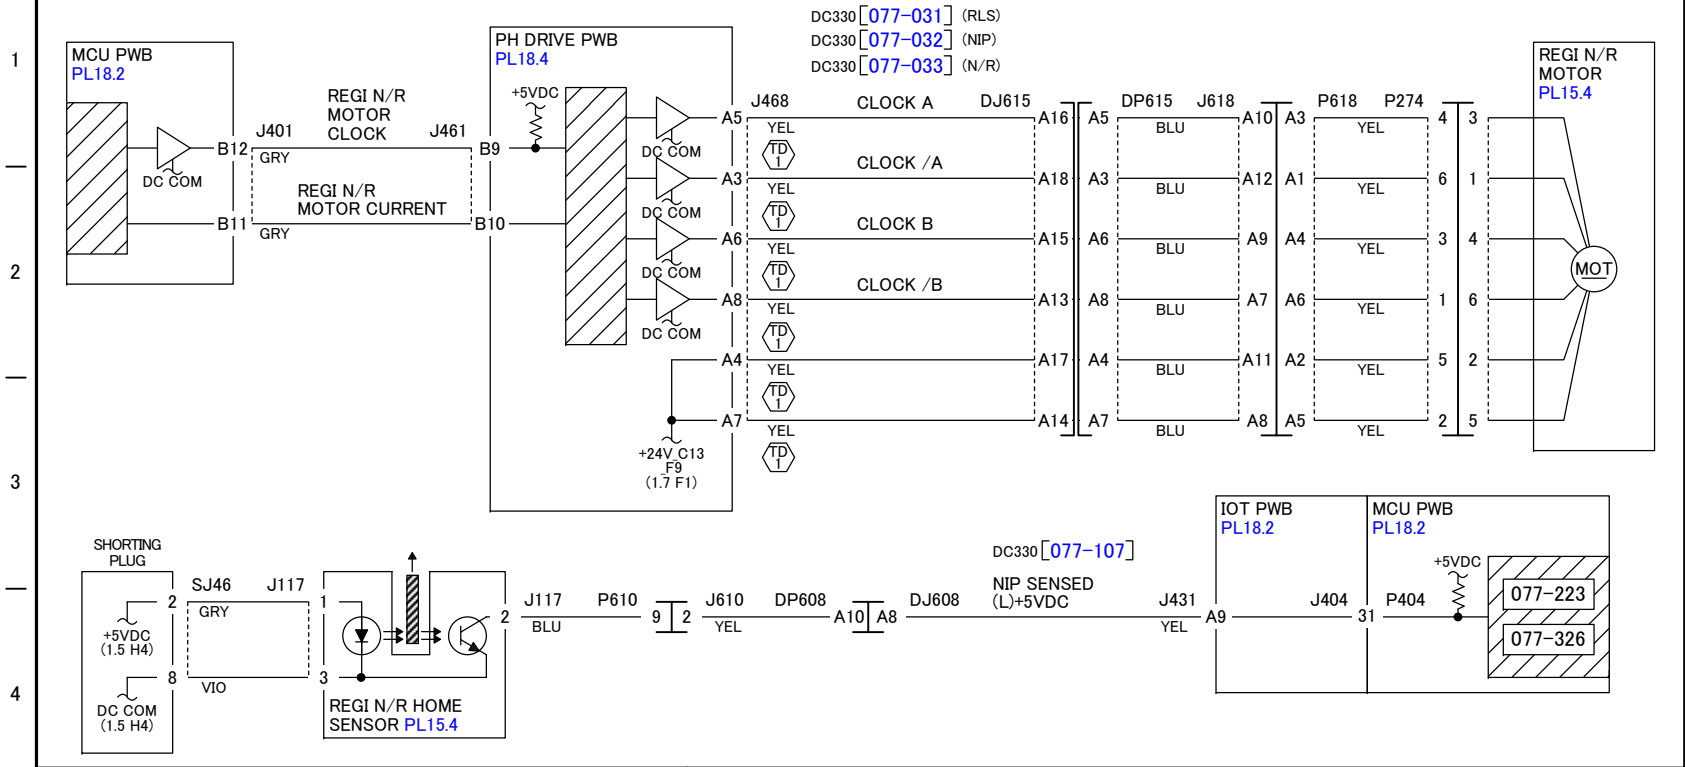 DC330 [077-031] (RLS)
DC330 [077-032] (NIP)
DC330 [077-033] (N/R)
1
2
3
4
MCU PWB
PL18.2
DC COM
B12
B11
J401
REGI N/R
MOTOR
CLOCK
J461
GRY
REGI N/R
MOTOR CURRENT
GRY
B9
B10
PH DRIVE PWB
PL18.4
+5VDC
DC COM
DC COM
DC COM
DC COM
+24V_C13
_F9
(1.7 F1)
J468 CLOCK A DJ615 DP615 J618 P618 P274
A5 YEL A16 A5 BLU A10 A3 YEL 4 3
TD
1
CLOCK /A
A3 YEL A18 A3 BLU A12 A1 YEL 6 1
TD
1
CLOCK B
A6 YEL A15 A6 BLU A9 A4 YEL 3 4
TD
1
CLOCK /B
A8 YEL A13 A8 BLU A7 A6 YEL 1 6
TD
1
A4 YEL A17 A4 BLU A11 A2 YEL 5 2
TD
1
A7 YEL A14 A7 BLU A8 A5 YEL 2 5
TD
1
REGI N/R
MOTOR
PL15.4
MOT
SHORTING
PLUG
2
+5VDC
(1.5 H4)
8
DC COM
(1.5 H4)
SJ46 J117
GRY
VIO
1
3
2
REGI N/R HOME
SENSOR PL15.4
J117 P610
BLU
9 2
J610 DP608
YEL
A10 A8
DJ608
DC330 [077-107]
NIP SENSED
(L)+5VDC
J431
YEL
A9
IOT PWB
PL18.2
J404
31
MCU PWB
PL18.2
P404
+5VDC
077-223
077-326